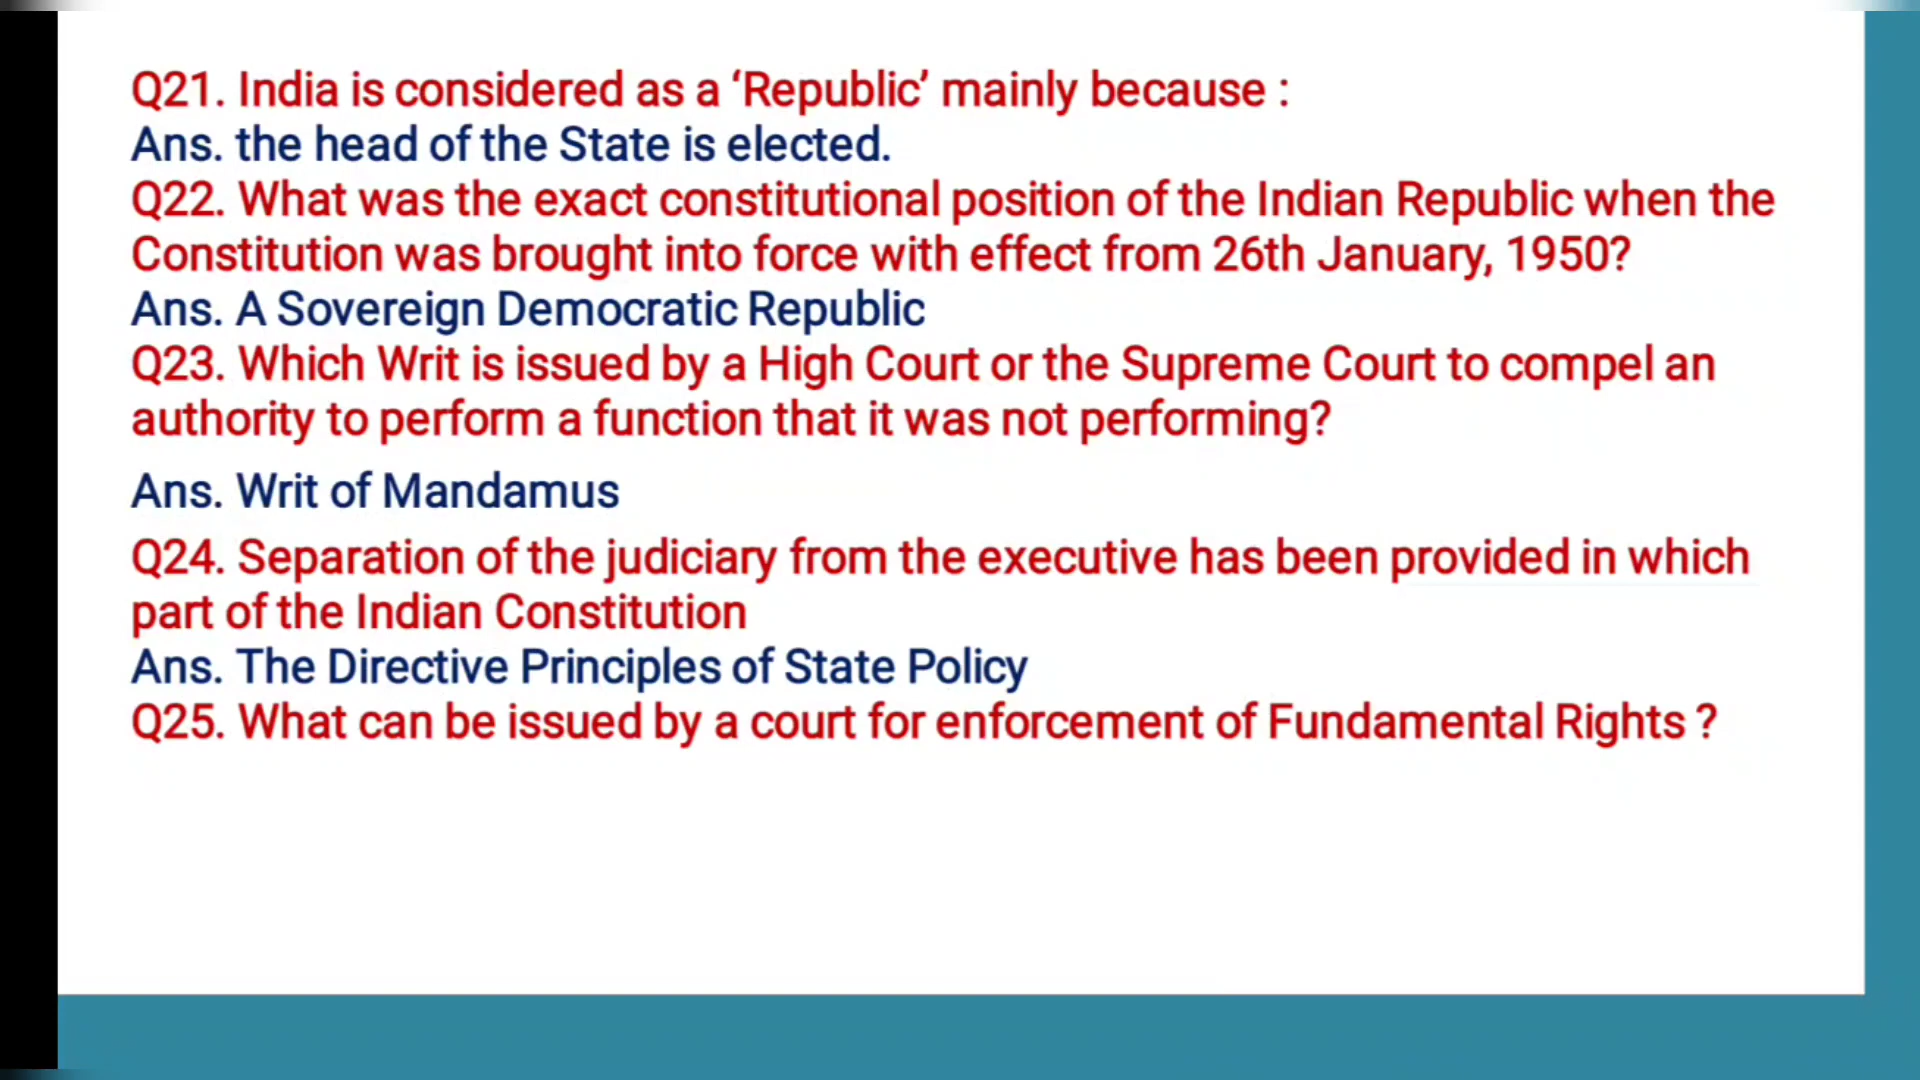 Q21. India is considered as a ‘Republic’ mainly because :
Ans. the head of the State is elected.
Q22. What was the exact constitutional position of the Indian Republic when the
Constitution was brought into force with effect from 26th January, 1950?
Ans. A Sovereign Democratic Republic
Q23. Which Writ is issued by a High Court or the Supreme Court to compel an
authority to perform a function that it was not performing?
Ans. Writ of Mandamus
Q24. Separation of the judiciary from the executive has been provided in which
part of the Indian Constitution
Ans. The Directive Principles of State Policy
Q25. What can be issued by a court for enforcement of Fundamental Rights ?